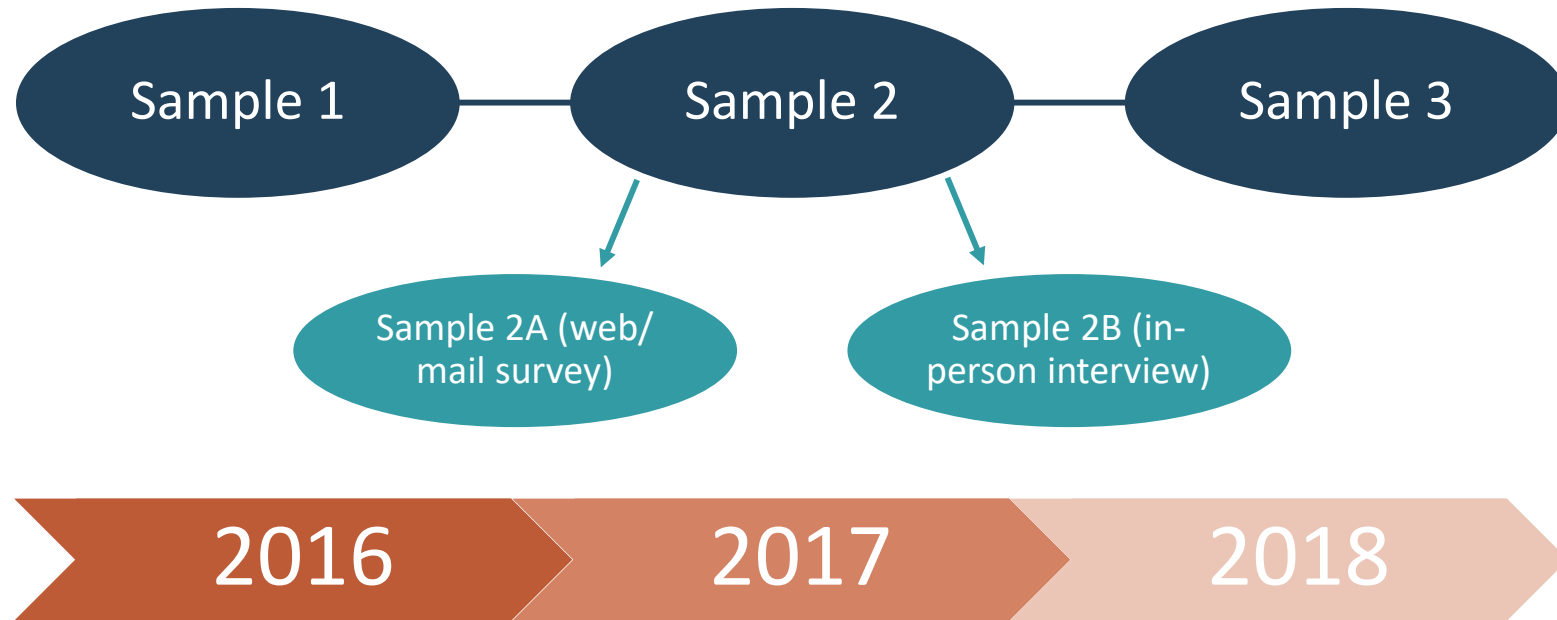 Sample 1
Sample 2
Sample 3
Sample 2A (web/
mail survey)
Sample 2B (in-
person interview)
2016
2017
2018